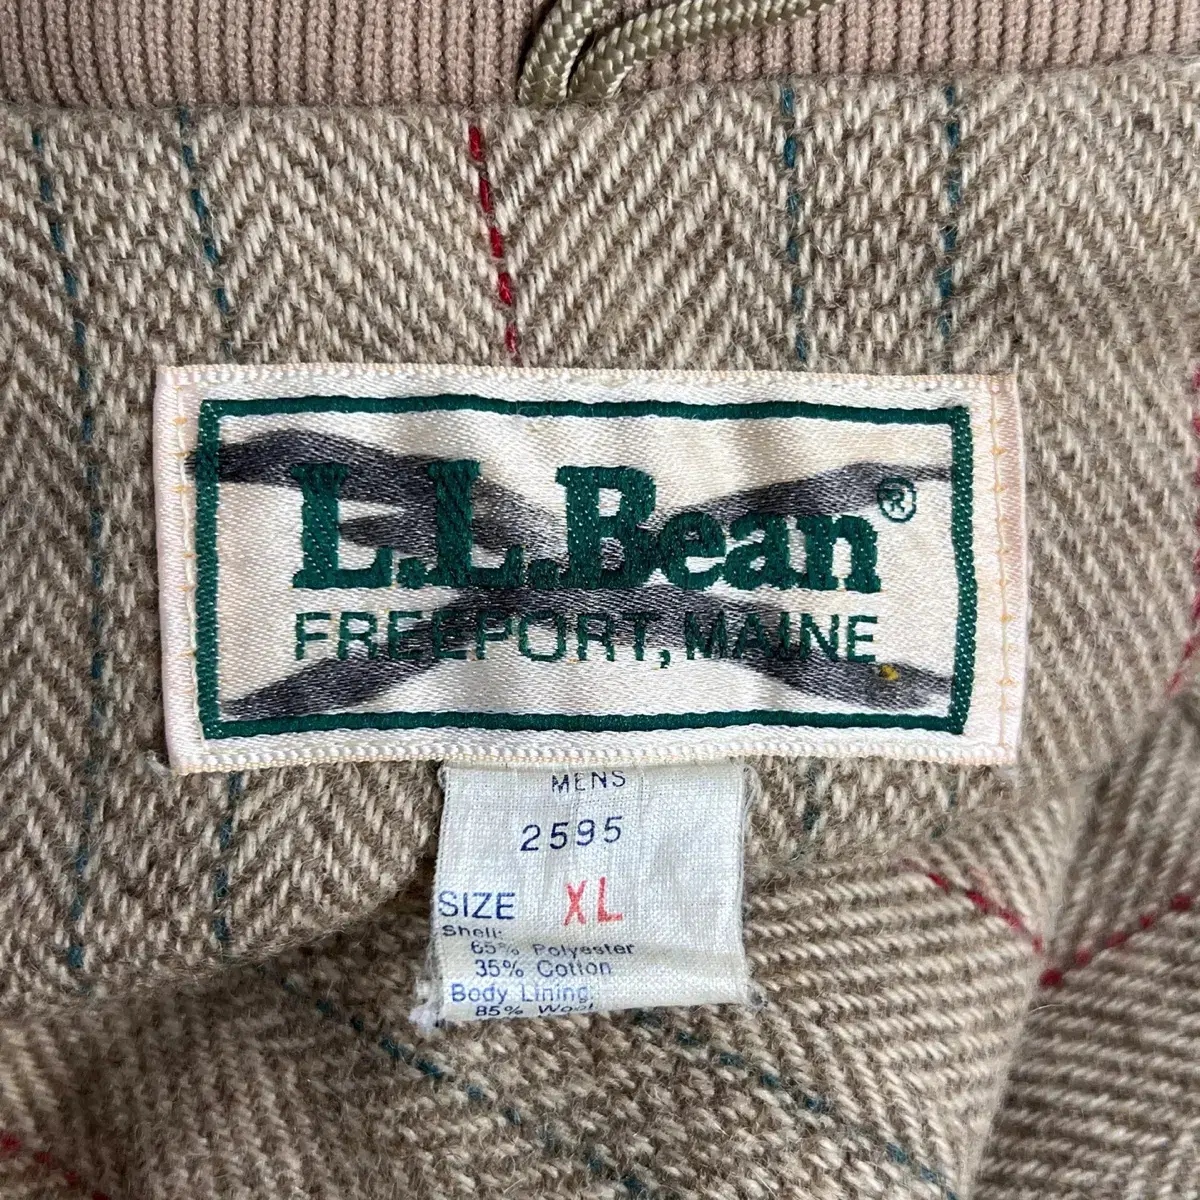 L.L.Bean®
FREEPORT, MAINE
MENS
2595
SIZE XL
Shell:
65% Polyester
35% Cotton
Body Lining:
85% Wool